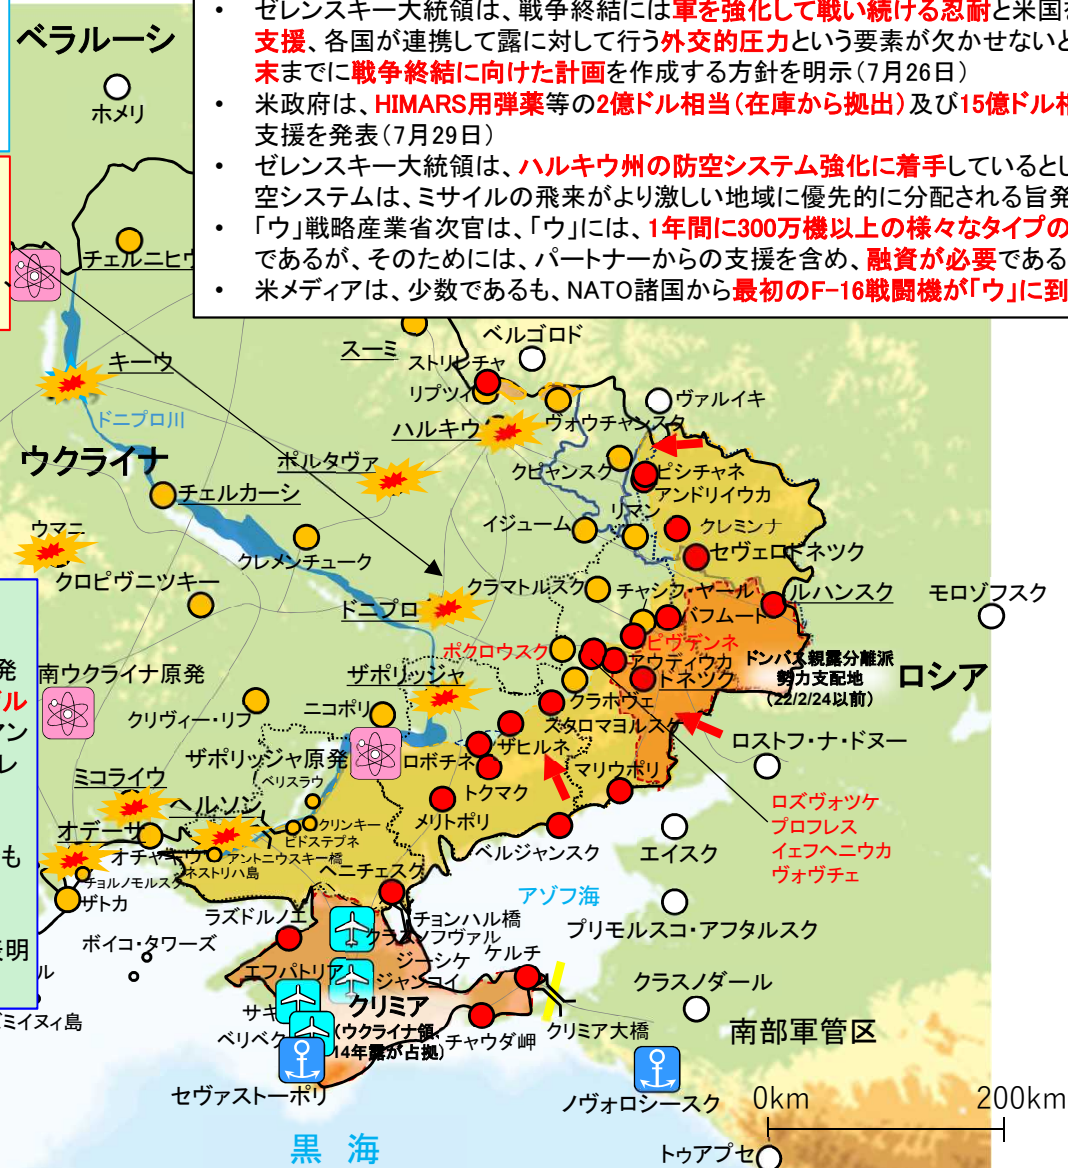 ベラルーシ
ホメリ
・ ゼレンスキー大統領は、戦争終結には軍を強化して戦い続ける忍耐と米国を
支援、各国が連携して露に対して行う外交的圧力という要素が欠かせないと
末までに戦争終結に向けた計画を作成する方針を明示（7月26日）
・ 米政府は、HIMARS用弾薬等の2億ドル相当（在庫から拠出）及び15億ドル相
支援を発表（7月29日）
・ ゼレンスキー大統領は、ハルキウ州の防空システム強化に着手しているとし
空システムは、ミサイルの飛来がより激しい地域に優先的に分配される旨発
・ 「ウ」戦略産業省次官は、「ウ」には、1年間に300万機以上の様々なタイプの
であるが、そのためには、パートナーからの支援を含め、融資が必要である
・ 米メディアは、少数であるも、NATO諸国から最初のF-16戦闘機が「ウ」に到
チェルニヒウ
、
キーウ
スーミ
ベルゴロド
ストリレチャ
リプツィ
ヴァルイキ
ドニプロ川
ハルキウ
ヴォウチャンスク
ウクライナ
ポルタヴァ
クピャンスク
ピシチャネ
アンドリイウカ
チェルカーシ
リマン
ウマニ
イジューム
クレミンナ
クレメンチューク
セヴェロドネツク
クロピヴニツキー
クラマトルスク
チャシク・ヤール
ルハンスク
モロゾフスク
ドニプロ
バフムート
ポクロウスク
ピヴデンネ
アウディウカ
ドンバス親露分離派
勢力支配地
（22/2/24以前）
ロシア
発
南ウクライナ原発
ザポリッジャ
ドネツク
ドル
クリヴィー・リフ
ニコポリ
クラホヴェ
アン
スタロマヨルスケ
レ
ザポリッジャ原発
ロボチネ
ザヒルネ
ロストフ・ナ・ドヌー
ミコライウ
ベリスラウ
マリウポリ
ヘルソン
トクマク
ロズヴォツケ
プロフレス
イェフヘニウカ
ヴォヴチェ
オデーサ
クリンキー
メリトポリ
ビドステプネ
も
オチャキウ
アントニウスキー橋
ベルジャンスク
エイスク
ネストリハ島
ヘニチェスク
チョルノモルスク
ザトカ
アゾフ海
ラズドルノエ
チョンハル橋
プリモルスコ・アフタルスク
表明
ボイコ・タワーズ
クラスノフヴァル
ジーシケ
ケルチ
ル
エフパトリア
ジャンコイ
クラスノダール
サキ
クリミア
ミイヌィ島
ベリベク
（ウクライナ領、
14年露が占拠）
チャウダ岬
クリミア大橋
南部軍管区
セヴァストーポリ
ノヴォロシースク
0km
200km
黒 海
トゥアプセ